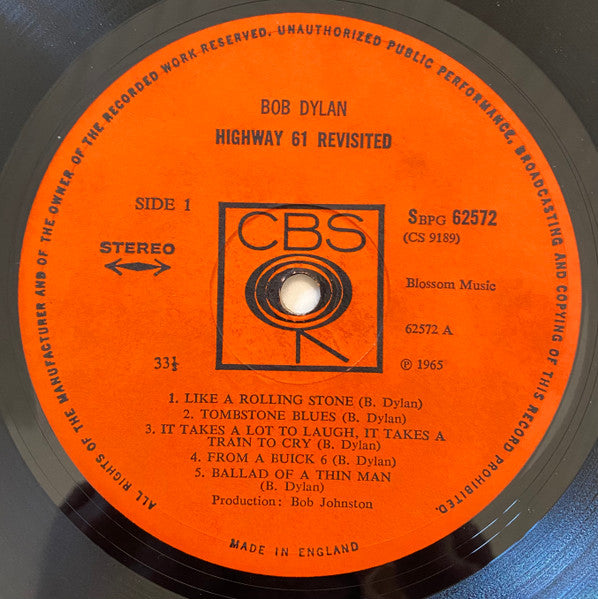 ALL RIGHTS OF THE MANUFACTURER AND OF THE OWNER OF THE RECORDED WORK RESERVED. UNAUTHORIZED PUBLIC PERFORMANCE, BROADCASTING AND COPYING OF THIS RECORD PROHIBITED.
BOB DYLAN
HIGHWAY 61 REVISITED
SIDE 1
STEREO
CBS
SBPG 62572
(CS 9189)
Blossom Music
62572 A
33⅓
℗ 1965
1. LIKE A ROLLING STONE (B. Dylan)
2. TOMBSTONE BLUES (B. Dylan)
3. IT TAKES A LOT TO LAUGH, IT TAKES A
TRAIN TO CRY (B. Dylan)
4. FROM A BUICK 6 (B. Dylan)
5. BALLAD OF A THIN MAN
(B. Dylan)
Production: Bob Johnston
MADE IN ENGLAND